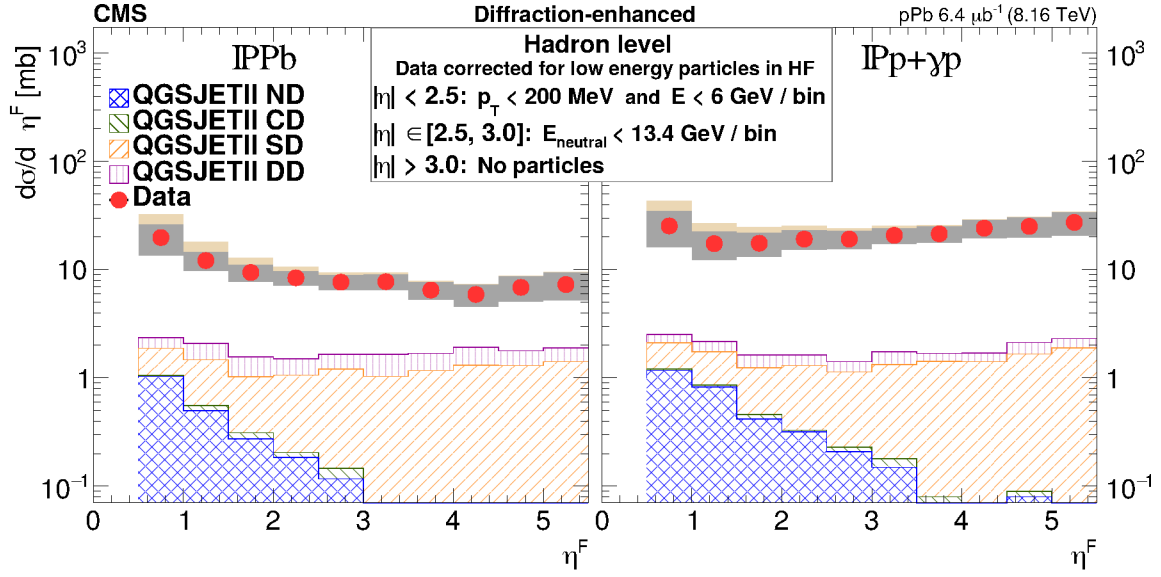 CMS Diffraction-enhanced pPb 6.4 μb⁻¹ (8.16 TeV)
IPPb
Hadron level
IPp+γp
Data corrected for low energy particles in HF
|η| < 2.5: p_T < 200 MeV and E < 6 GeV / bin
|η| ∈[2.5, 3.0]: E_neutral < 13.4 GeV / bin
|η| > 3.0: No particles
QGSJETII ND
QGSJETII CD
QGSJETII SD
QGSJETII DD
Data
dσ/d η^F [mb]
10³
10²
10
1
10⁻¹
10³
10²
10
1
10⁻¹
0 1 2 3 4 5
0 1 2 3 4 5
η^F
η^F